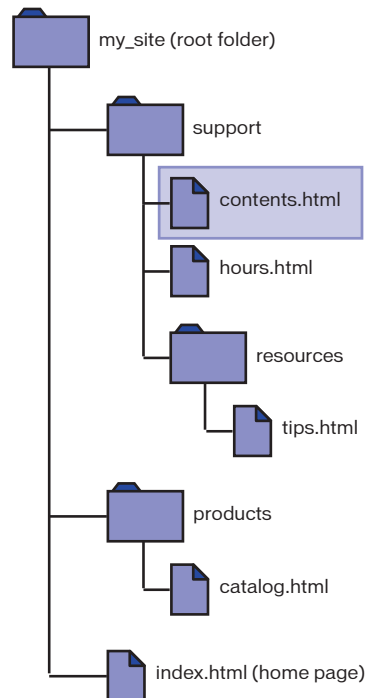 my_site (root folder)
support
contents.html
hours.html
resources
tips.html
products
catalog.html
index.html (home page)